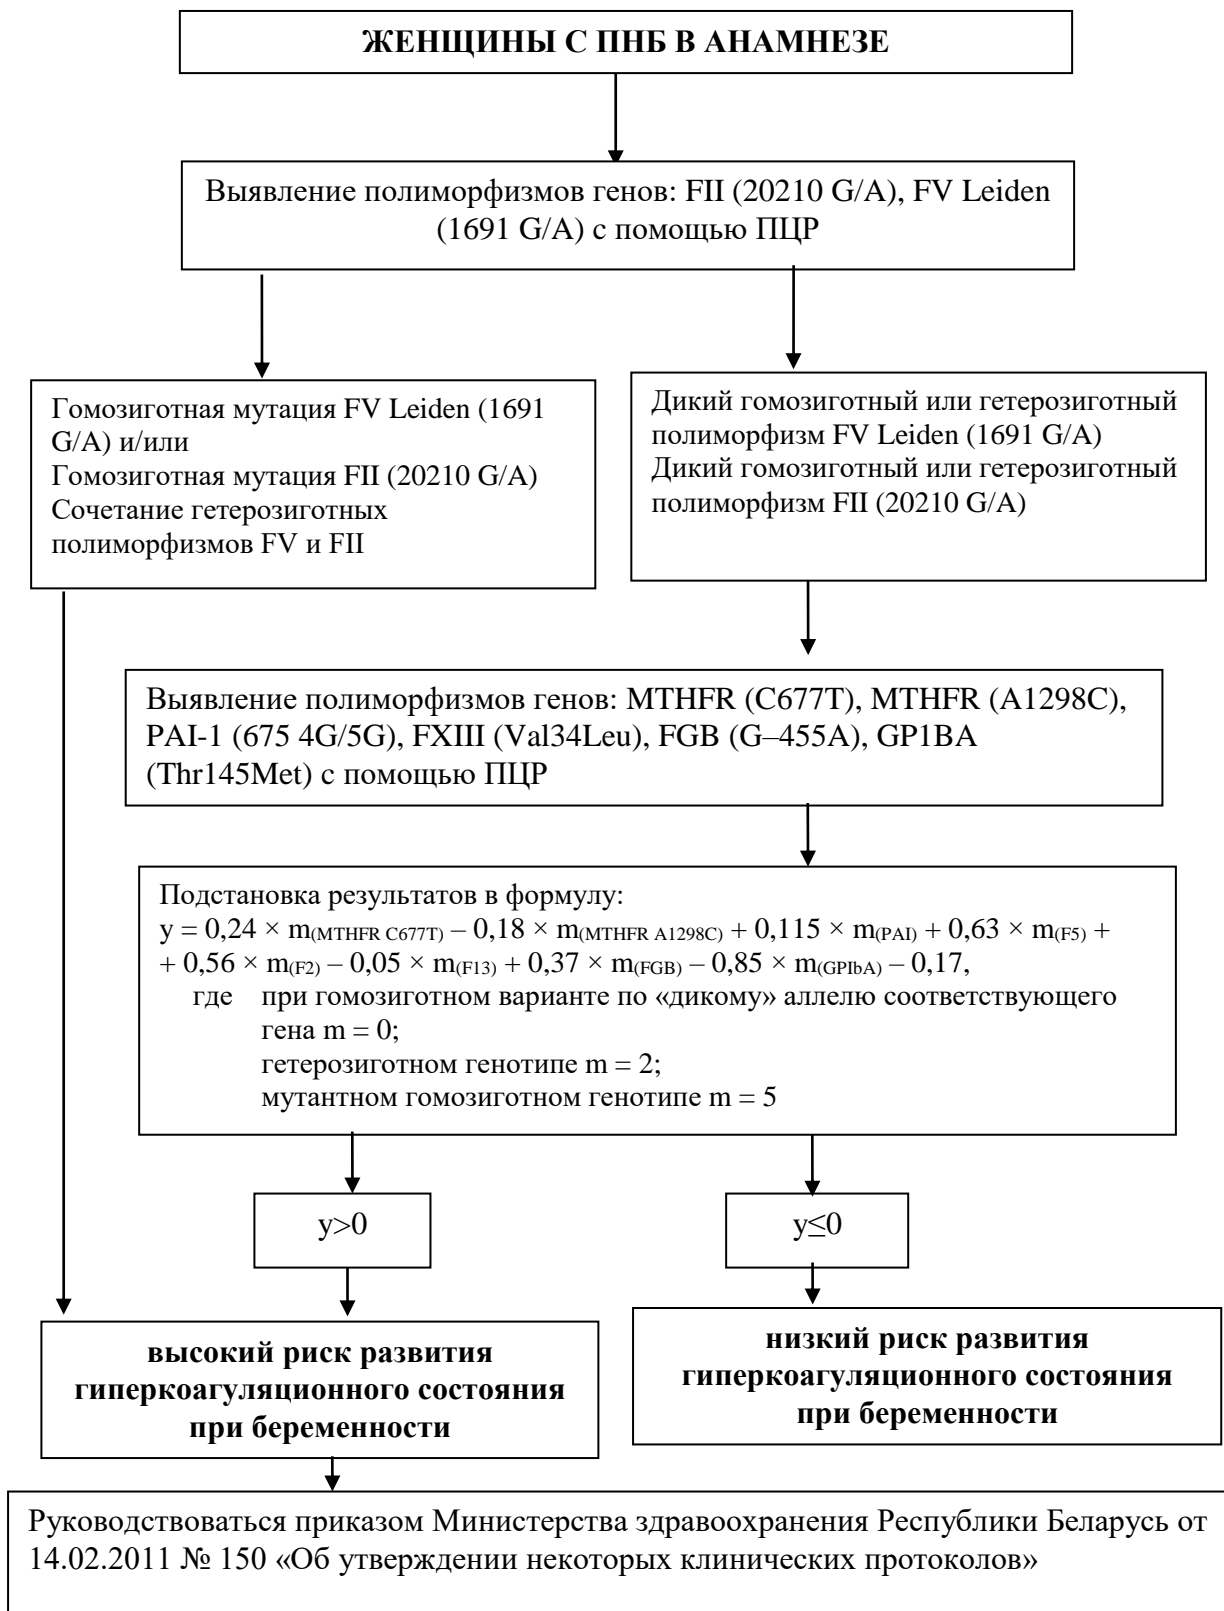 ЖЕНЩИНЫ С ПНБ В АНАМНЕЗЕ
Выявление полиморфизмов генов: FII (20210 G/A), FV Leiden
(1691 G/A) с помощью ПЦР
Гомозиготная мутация FV Leiden (1691
G/A) и/или
Гомозиготная мутация FII (20210 G/A)
Сочетание гетерозиготных
полиморфизмов FV и FII
Дикий гомозиготный или гетерозиготный
полиморфизм FV Leiden (1691 G/A)
Дикий гомозиготный или гетерозиготный
полиморфизм FII (20210 G/A)
Выявление полиморфизмов генов: MTHFR (C677T), MTHFR (A1298C),
PAI-1 (675 4G/5G), FXIII (Val34Leu), FGB (G–455A), GP1BA
(Thr145Met) с помощью ПЦР
Подстановка результатов в формулу:
y = 0,24 × m(MTHFR C677T) – 0,18 × m(MTHFR A1298C) + 0,115 × m(PAI) + 0,63 × m(F5) +
+ 0,56 × m(F2) – 0,05 × m(F13) + 0,37 × m(FGB) – 0,85 × m(GPIbA) – 0,17,
где при гомозиготном варианте по «дикому» аллелю соответствующего
гена m = 0;
гетерозиготном генотипе m = 2;
мутантном гомозиготном генотипе m = 5
y>0
y≤0
высокий риск развития
гиперкоагуляционного состояния
при беременности
низкий риск развития
гиперкоагуляционного состояния
при беременности
Руководствоваться приказом Министерства здравоохранения Республики Беларусь от
14.02.2011 № 150 «Об утверждении некоторых клинических протоколов»